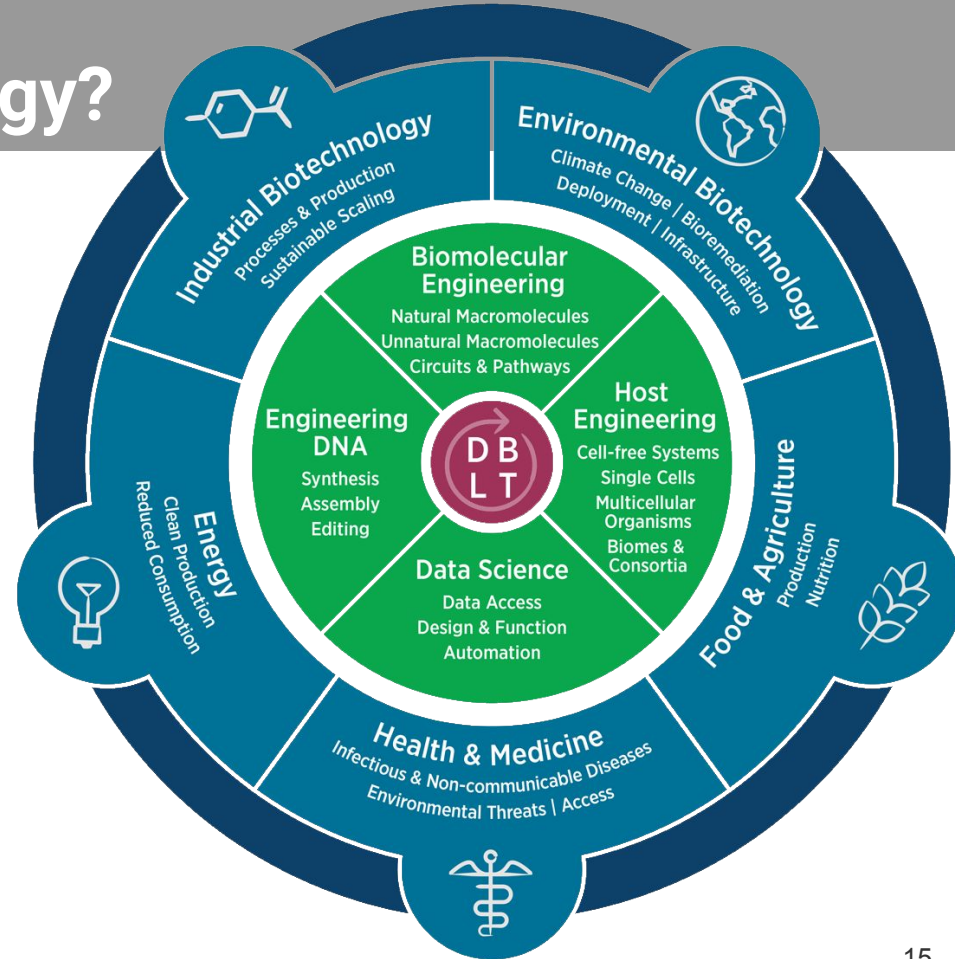 gy?
Industrial Biotechnology
Processes & Production
Sustainable Scaling
Environmental Biotechnology
Climate Change | Bioremediation
Deployment | Infrastructure
Biomolecular
Engineering
Natural Macromolecules
Unnatural Macromolecules
Circuits & Pathways
Engineering
DNA
Synthesis
Assembly
Editing
D B
L T
Host
Engineering
Cell-free Systems
Single Cells
Multicellular
Organisms
Biomes &
Consortia
Data Science
Data Access
Design & Function
Automation
Energy
Clean Production
Reduced Consumption
Food & Agriculture
Production
Nutrition
Health & Medicine
Infectious & Non-communicable Diseases
Environmental Threats | Access
15